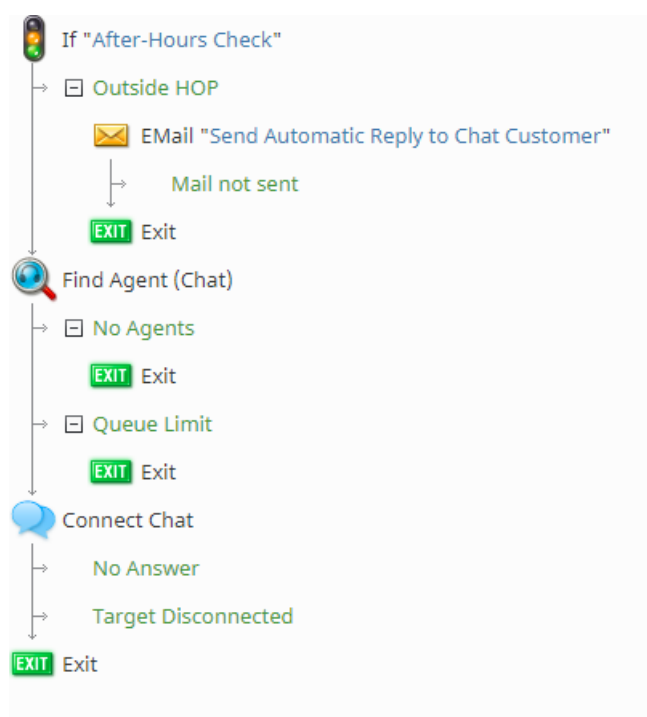 If "After-Hours Check"
Outside HOP
EMail "Send Automatic Reply to Chat Customer"
Mail not sent
EXIT Exit
Find Agent (Chat)
No Agents
EXIT Exit
Queue Limit
EXIT Exit
Connect Chat
No Answer
Target Disconnected
EXIT Exit